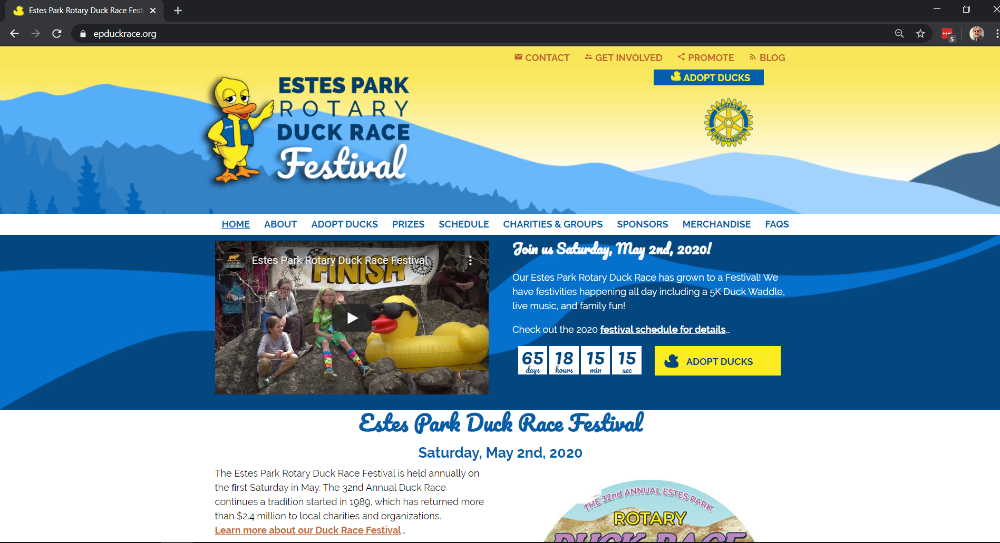 Estes Park Rotary Duck Race Festi
epduckrace.org
5
CONTACT
GET INVOLVED
PROMOTE
BLOG
ADOPT DUCKS
ESTES PARK
ROTARY
DUCK RACE
Festival
Lucky
ROTARY
INTERNATIONAL
HOME
ABOUT
ADOPT DUCKS
PRIZES
SCHEDULE
CHARITIES & GROUPS
SPONSORS
MERCHANDISE
FAQS
Estes Park Rotary Duck Race Festival
FINISH
Join us Saturday, May 2nd, 2020!
Our Estes Park Rotary Duck Race has grown to a Festival! We
have festivities happening all day including a 5K Duck Waddle,
live music, and family fun!
Check out the 2020 festival schedule for details…
65 18 15 15
days hours min sec
ADOPT DUCKS
Estes Park Duck Race Festival
Saturday, May 2nd, 2020
The Estes Park Rotary Duck Race Festival is held annually on
the first Saturday in May. The 32nd Annual Duck Race
continues a tradition started in 1989, which has returned more
than $2.4 million to local charities and organizations.
Learn more about our Duck Race Festival…
THE 32nd ANNUAL ESTES PARK
ROTARY
DUCK RACE